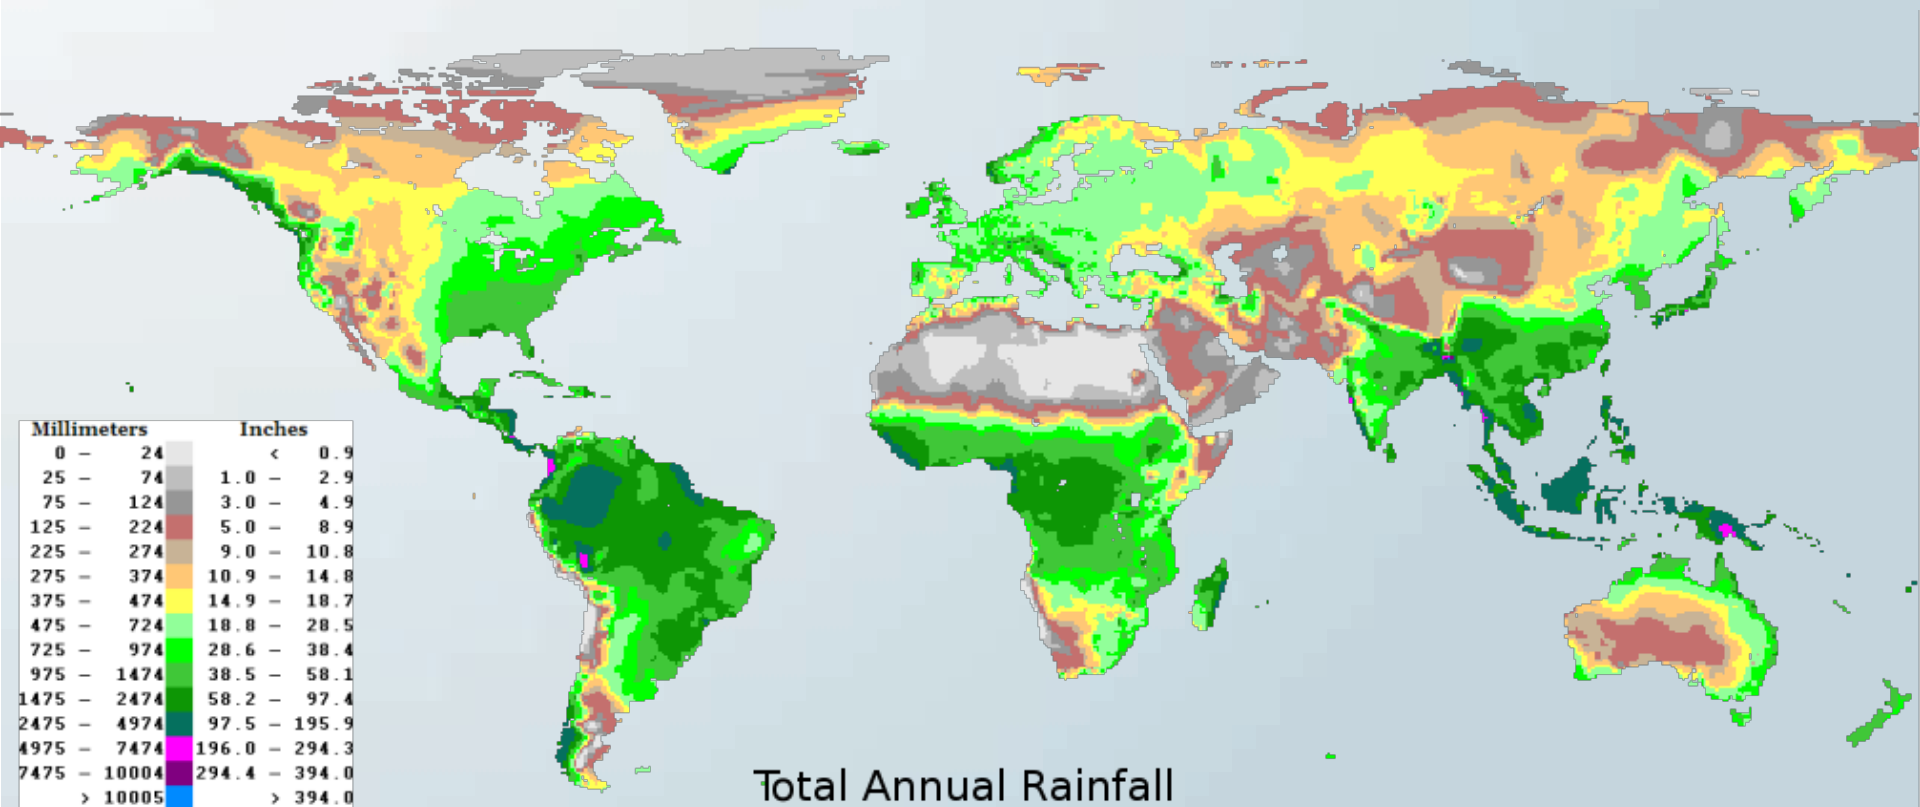 Millimeters Inches
0 – 24 < 0.9
25 – 74 1.0 – 2.9
75 – 124 3.0 – 4.9
125 – 224 5.0 – 8.9
225 – 274 9.0 – 10.8
275 – 374 10.9 – 14.8
375 – 474 14.9 – 18.7
475 – 724 18.8 – 28.5
725 – 974 28.6 – 38.4
975 – 1474 38.5 – 58.1
1475 – 2474 58.2 – 97.4
2475 – 4974 97.5 – 195.9
4975 – 7474 196.0 – 294.3
7475 – 10004 294.4 – 394.0
> 10005 > 394.0
Total Annual Rainfall